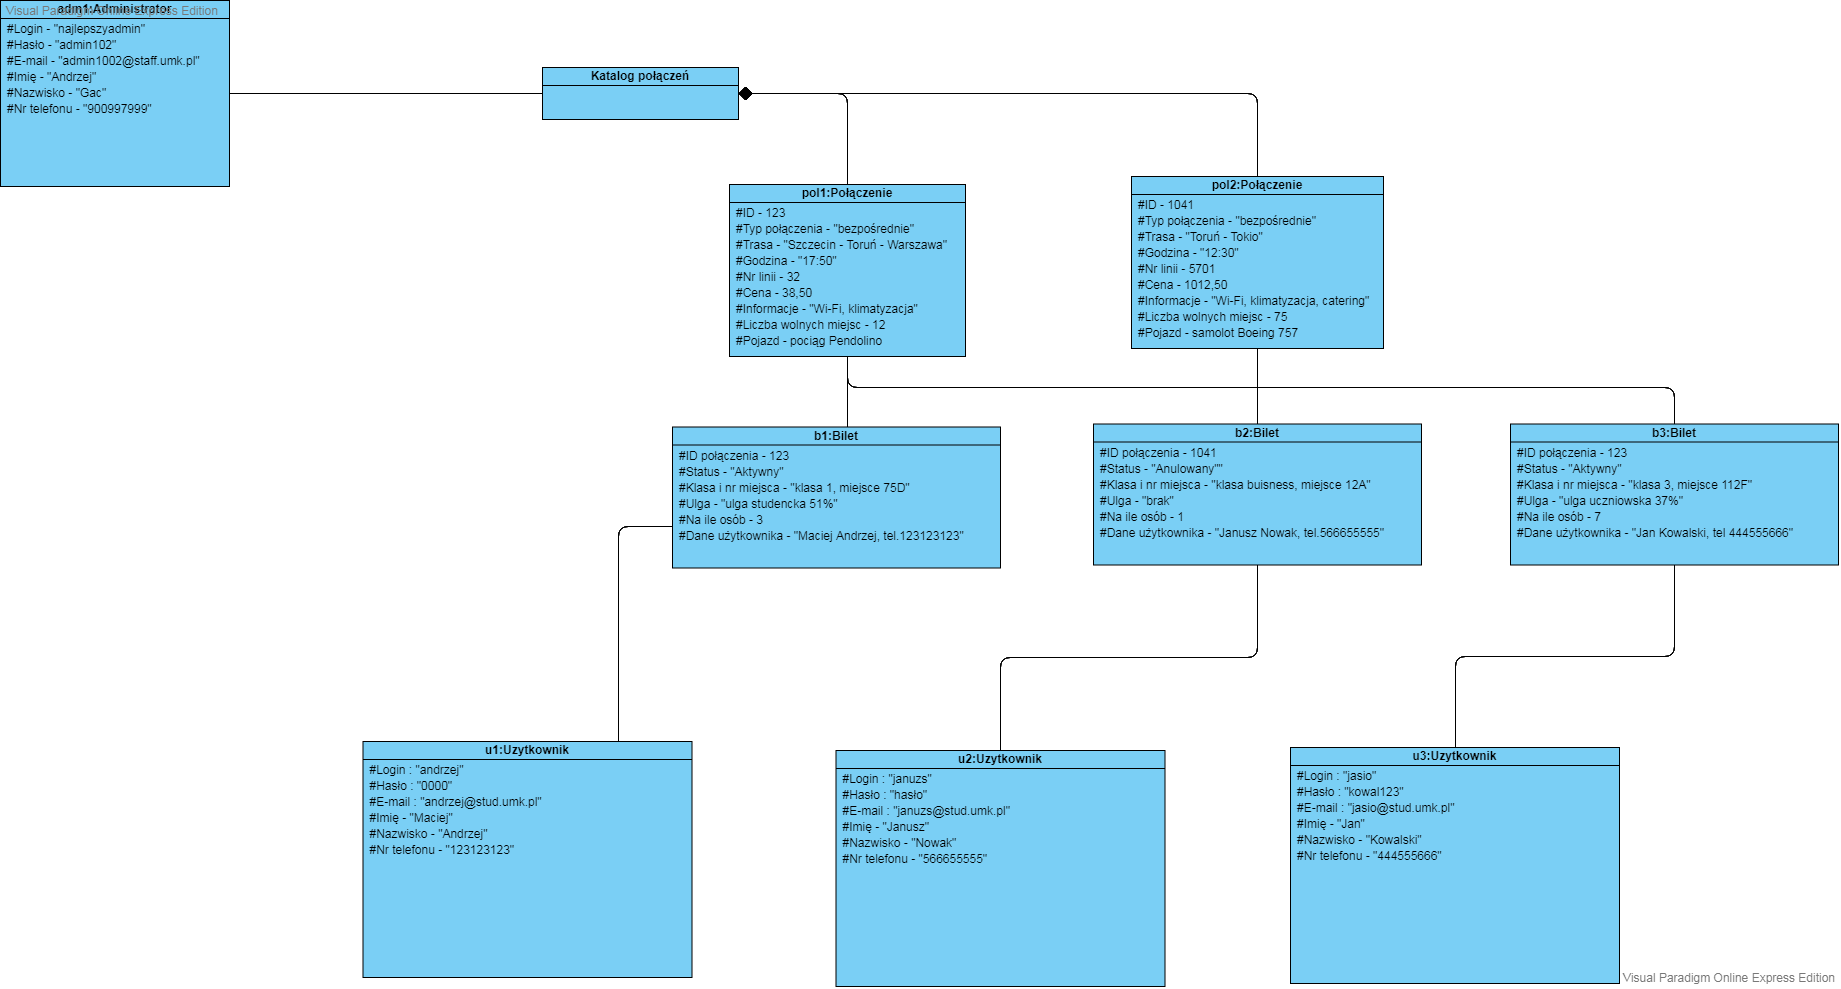 Visual Paradigm Online Express Edition
adm1:Administrator
#Login - "najlepszyadmin"
#Hasło - "admin102"
#E-mail - "admin1002@staff.umk.pl"
#Imię - "Andrzej"
#Nazwisko - "Gac"
#Nr telefonu - "900997999"
Katalog połączeń
pol1:Połączenie
#ID - 123
#Typ połączenia - "bezpośrednie"
#Trasa - "Szczecin - Toruń - Warszawa"
#Godzina - "17:50"
#Nr linii - 32
#Cena - 38,50
#Informacje - "Wi-Fi, klimatyzacja"
#Liczba wolnych miejsc - 12
#Pojazd - pociąg Pendolino
pol2:Połączenie
#ID - 1041
#Typ połączenia - "bezpośrednie"
#Trasa - "Toruń - Tokio"
#Godzina - "12:30"
#Nr linii - 5701
#Cena - 1012,50
#Informacje - "Wi-Fi, klimatyzacja, catering"
#Liczba wolnych miejsc - 75
#Pojazd - samolot Boeing 757
b1:Bilet
#ID połączenia - 123
#Status - "Aktywny"
#Klasa i nr miejsca - "klasa 1, miejsce 75D"
#Ulga - "ulga studencka 51%"
#Na ile osób - 3
#Dane użytkownika - "Maciej Andrzej, tel.123123123"
b2:Bilet
#ID połączenia - 1041
#Status - "Anulowany""
#Klasa i nr miejsca - "klasa buisness, miejsce 12A"
#Ulga - "brak"
#Na ile osób - 1
#Dane użytkownika - "Janusz Nowak, tel.566655555"
b3:Bilet
#ID połączenia - 123
#Status - "Aktywny"
#Klasa i nr miejsca - "klasa 3, miejsce 112F"
#Ulga - "ulga uczniowska 37%"
#Na ile osób - 7
#Dane użytkownika - "Jan Kowalski, tel 444555666"
u1:Uzytkownik
#Login : "andrzej"
#Hasło : "0000"
#E-mail : "andrzej@stud.umk.pl"
#Imię - "Maciej"
#Nazwisko - "Andrzej"
#Nr telefonu - "123123123"
u2:Uzytkownik
#Login : "januzs"
#Hasło : "hasło"
#E-mail : "januzs@stud.umk.pl"
#Imię - "Janusz"
#Nazwisko - "Nowak"
#Nr telefonu - "566655555"
u3:Uzytkownik
#Login : "jasio"
#Hasło : "kowal123"
#E-mail : "jasio@stud.umk.pl"
#Imię - "Jan"
#Nazwisko - "Kowalski"
#Nr telefonu - "444555666"
Visual Paradigm Online Express Edition